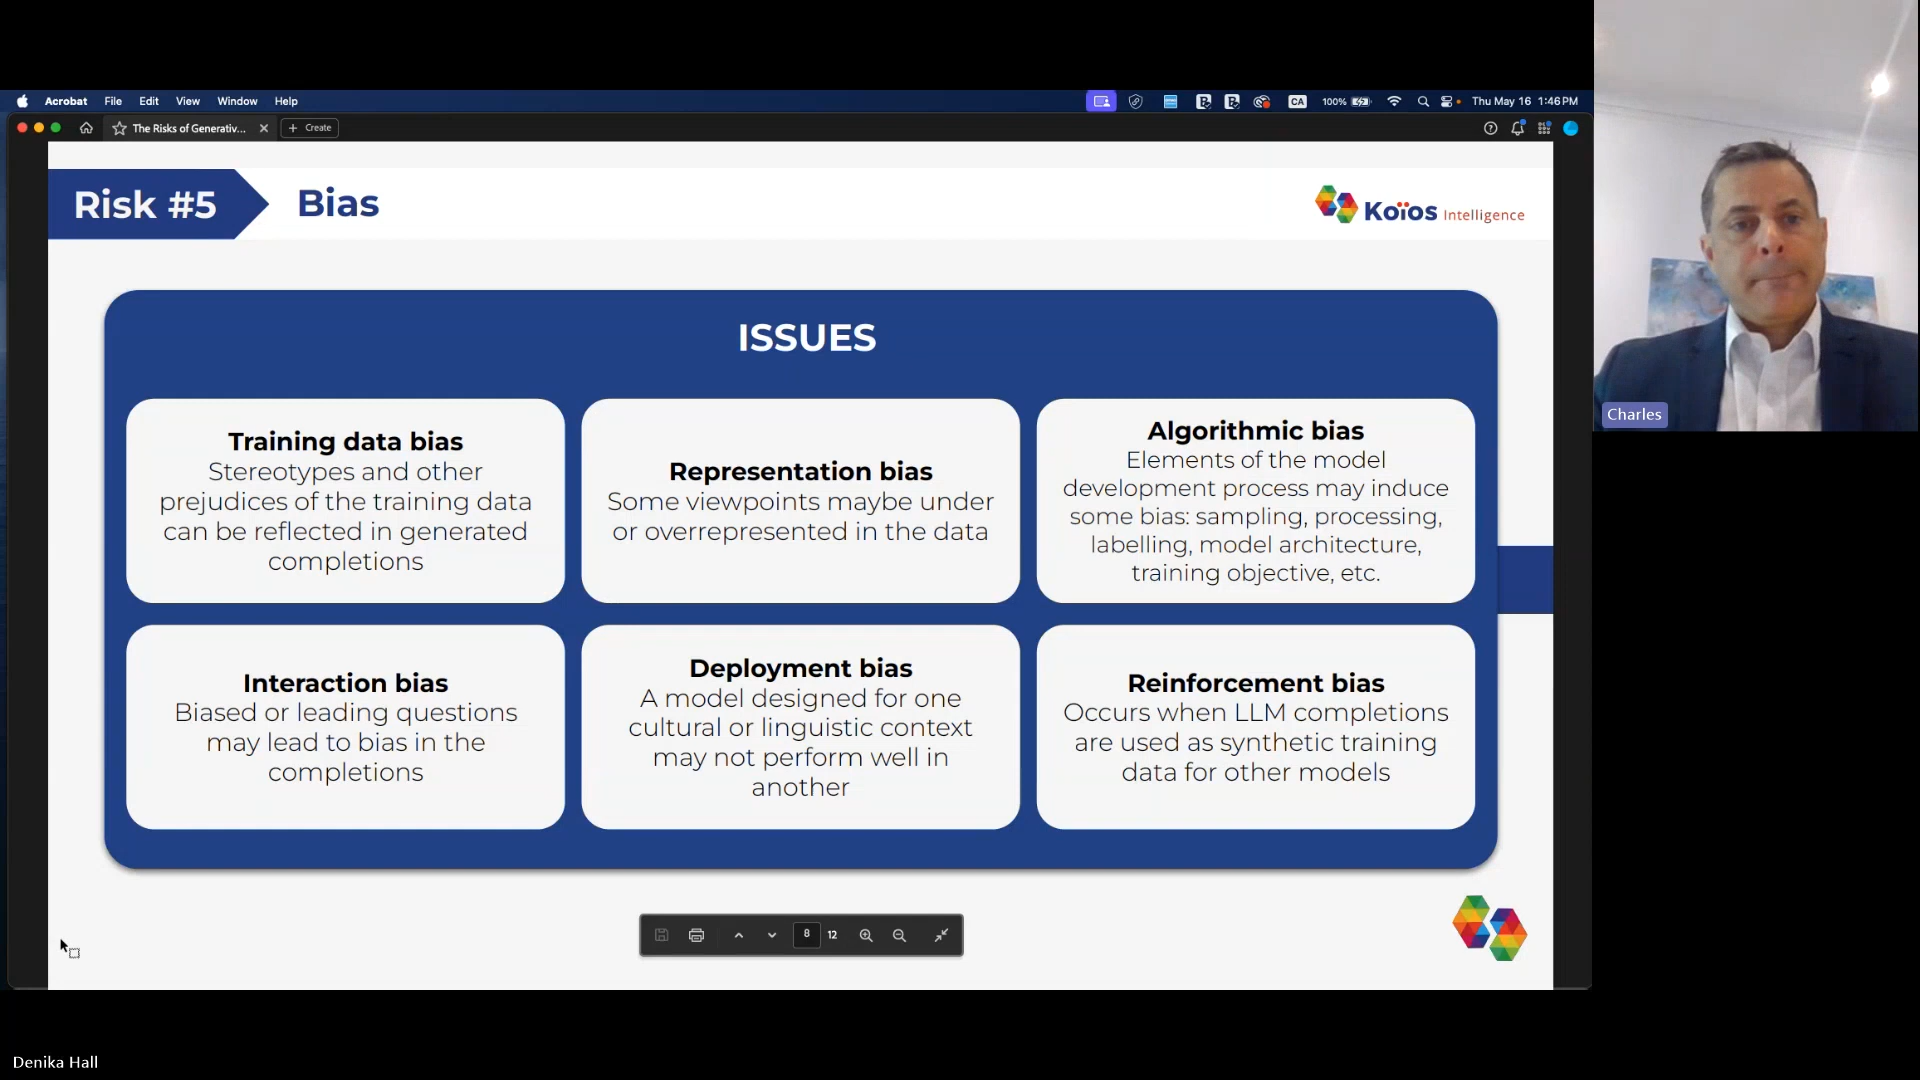 Acrobat File Edit View Window Help
CA 100% Thu May 16 1:46 PM
The Risks of Generativ... Create
Risk #5
Bias
Koïos Intelligence
ISSUES
Training data bias
Stereotypes and other
prejudices of the training data
can be reflected in generated
completions
Representation bias
Some viewpoints maybe under
or overrepresented in the data
Algorithmic bias
Elements of the model
development process may induce
some bias: sampling, processing,
labelling, model architecture,
training objective, etc.
Interaction bias
Biased or leading questions
may lead to bias in the
completions
Deployment bias
A model designed for one
cultural or linguistic context
may not perform well in
another
Reinforcement bias
Occurs when LLM completions
are used as synthetic training
data for other models
8 12
Charles
Denika Hall